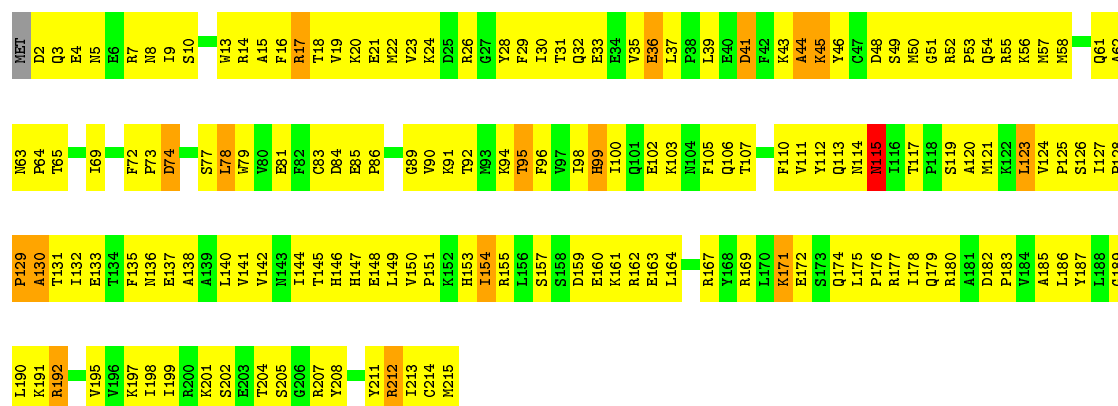 MET D2 Q3 E4 N5 E6 R7 N8 I9 S10 W13 R14 A15 F16 R17 T18 V19 K20 E21 M22 V23 K24 D25 R26 G27 Y28 F29 I30 T31 Q32 E33 E34 V35 E36 L37 P38 L39 E40 D41 F42 K43 A44 K45 Y46 C47 D48 S49 M50 G51 R52 P53 Q54 R55 K56 M57 M58 Q61 A62
N63 P64 T65 I69 F72 P73 D74 S77 L78 W79 V80 E81 F82 C83 D84 E85 P86 G89 V90 K91 T92 M93 K94 T95 F96 V97 I98 H99 I100 Q101 E102 K103 N104 F105 Q106 T107 F110 V111 Y112 Q113 N114 N115 I116 T117 P118 S119 A120 M121 K122 L123 V124 P125 S126 I127 P128
P129 A130 T131 I132 E133 T134 F135 N136 E137 A138 A139 L140 V141 V142 N143 I144 T145 H146 H147 E148 L149 V150 P151 K152 H153 I154 R155 L156 S157 S158 D159 E160 K161 R162 E163 L164 R167 Y168 R169 L170 K171 E172 S173 Q174 L175 P176 R177 I178 Q179 R180 A181 D182 P183 V184 A185 L186 Y187 L188
L190 K191 R192 V195 V196 K197 I198 I199 R200 K201 S202 E203 T204 S205 G206 R207 Y208 Y211 R212 I213 C214 M215